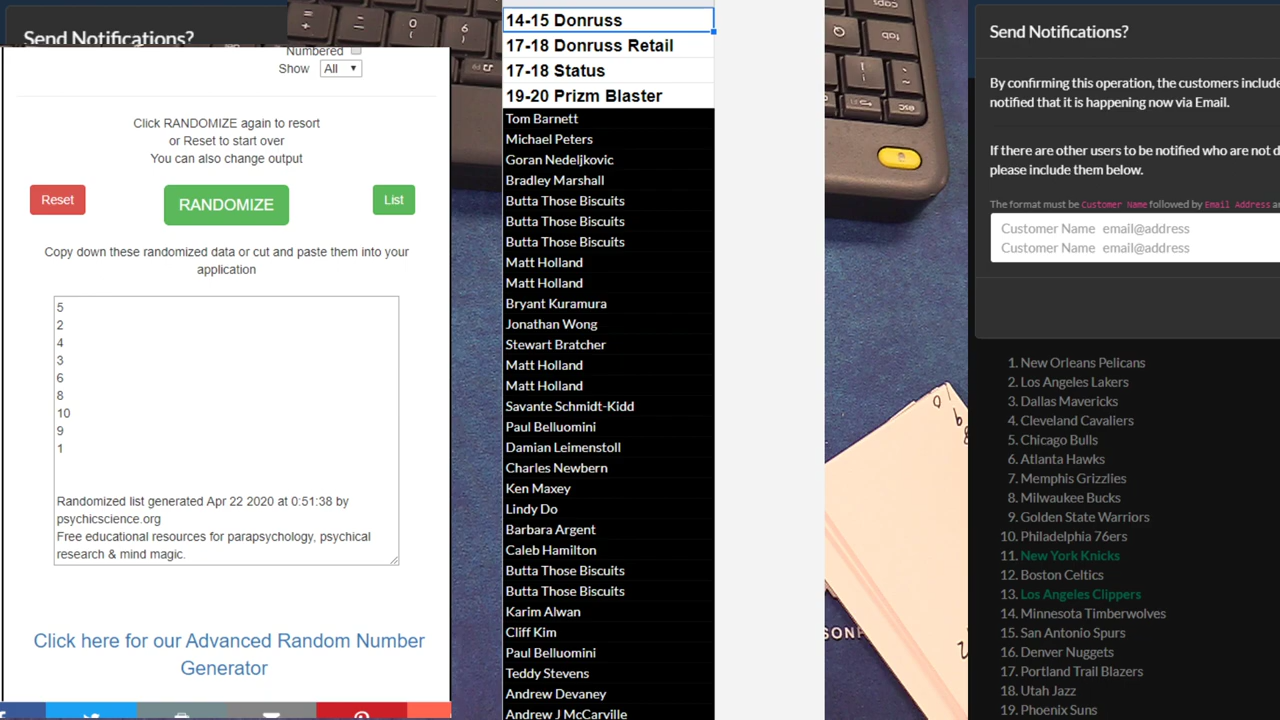 Send Notifications?
Numbered
Show All
Click RANDOMIZE again to resort
or Reset to start over
You can also change output
Reset
RANDOMIZE
List
Copy down these randomized data or cut and paste them into your
application
5
2
4
3
6
8
10
9
1
Randomized list generated Apr 22 2020 at 0:51:38 by
psychicscience.org
Free educational resources for parapsychology, psychical
research & mind magic.
Click here for our Advanced Random Number
Generator
14-15 Donruss
17-18 Donruss Retail
17-18 Status
19-20 Prizm Blaster
Tom Barnett
Michael Peters
Goran Nedeljkovic
Bradley Marshall
Butta Those Biscuits
Butta Those Biscuits
Butta Those Biscuits
Matt Holland
Matt Holland
Bryant Kuramura
Jonathan Wong
Stewart Bratcher
Matt Holland
Matt Holland
Savante Schmidt-Kidd
Paul Belluomini
Damian Leimenstoll
Charles Newbern
Ken Maxey
Lindy Do
Barbara Argent
Caleb Hamilton
Butta Those Biscuits
Butta Those Biscuits
Karim Alwan
Cliff Kim
Paul Belluomini
Teddy Stevens
Andrew Devaney
Andrew J McCarville
esc
Send Notifications?
By confirming this operation, the customers include
notified that it is happening now via Email.
If there are other users to be notified who are not
please include them below.
The format must be Customer Name followed by Email Address
Customer Name email@address
Customer Name email@address
1. New Orleans Pelicans
2. Los Angeles Lakers
3. Dallas Mavericks
4. Cleveland Cavaliers
5. Chicago Bulls
6. Atlanta Hawks
7. Memphis Grizzlies
8. Milwaukee Bucks
9. Golden State Warriors
10. Philadelphia 76ers
11. New York Knicks
12. Boston Celtics
13. Los Angeles Clippers
14. Minnesota Timberwolves
15. San Antonio Spurs
16. Denver Nuggets
17. Portland Trail Blazers
18. Utah Jazz
19. Phoenix Suns